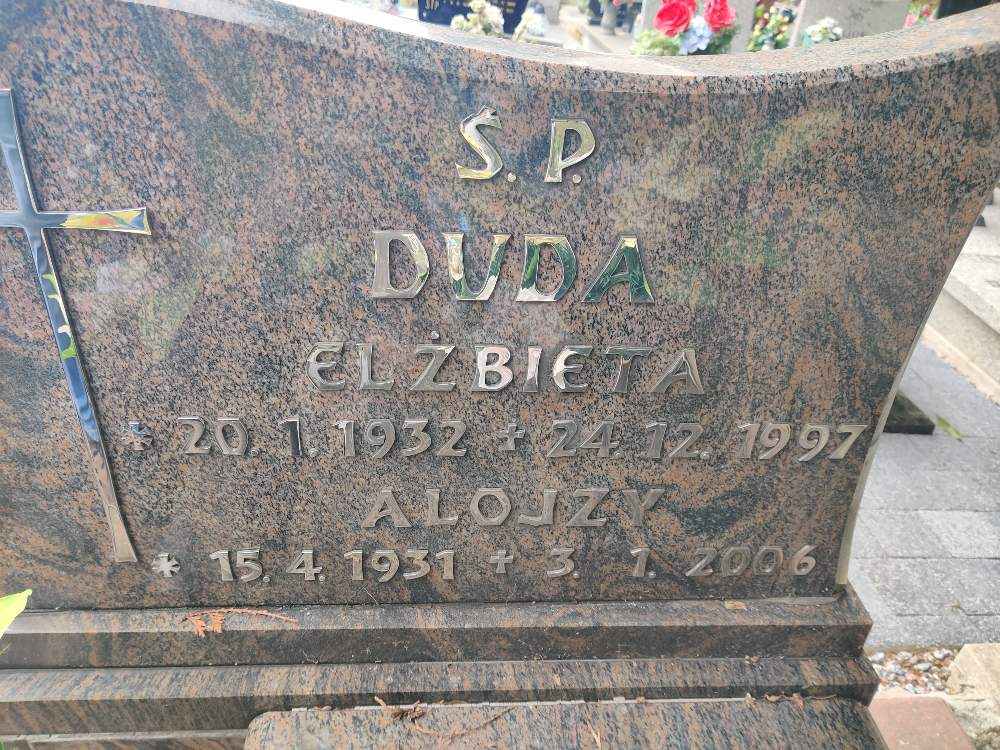 Ś.P.
DUDA
ELŻBIETA
* 20. 1. 1932 + 24. 12. 1997
ALOJZY
* 15. 4. 1931 + 3. 1. 2006